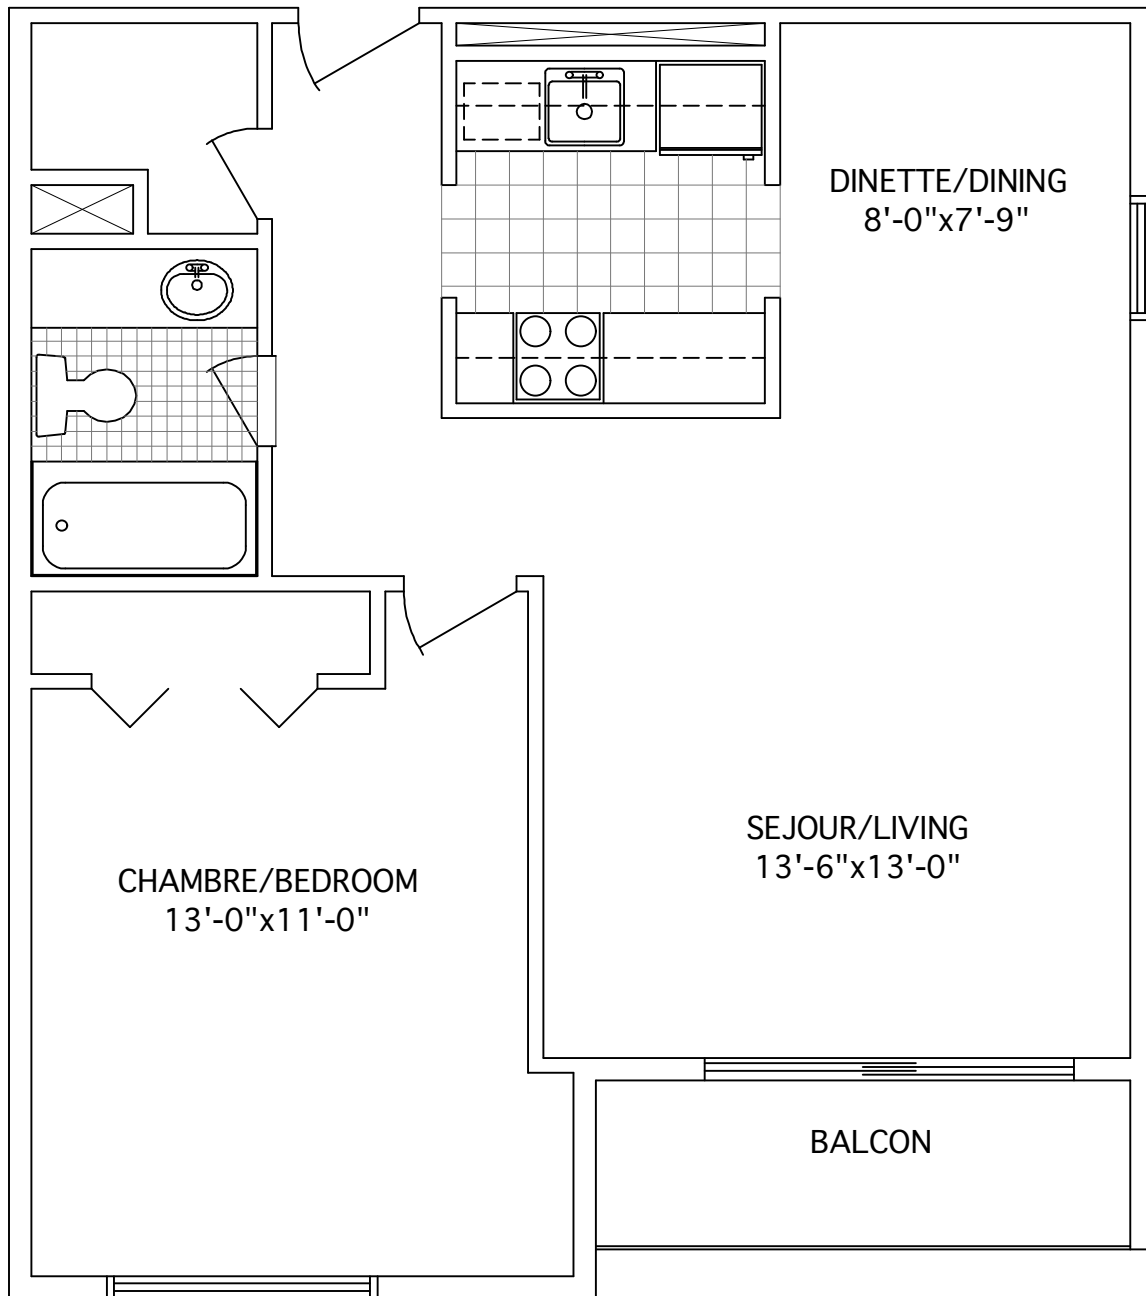 DINETTE/DINING
8'-0"x7'-9"
SEJOUR/LIVING
13'-6"x13'-0"
CHAMBRE/BEDROOM
13'-0"x11'-0"
BALCON